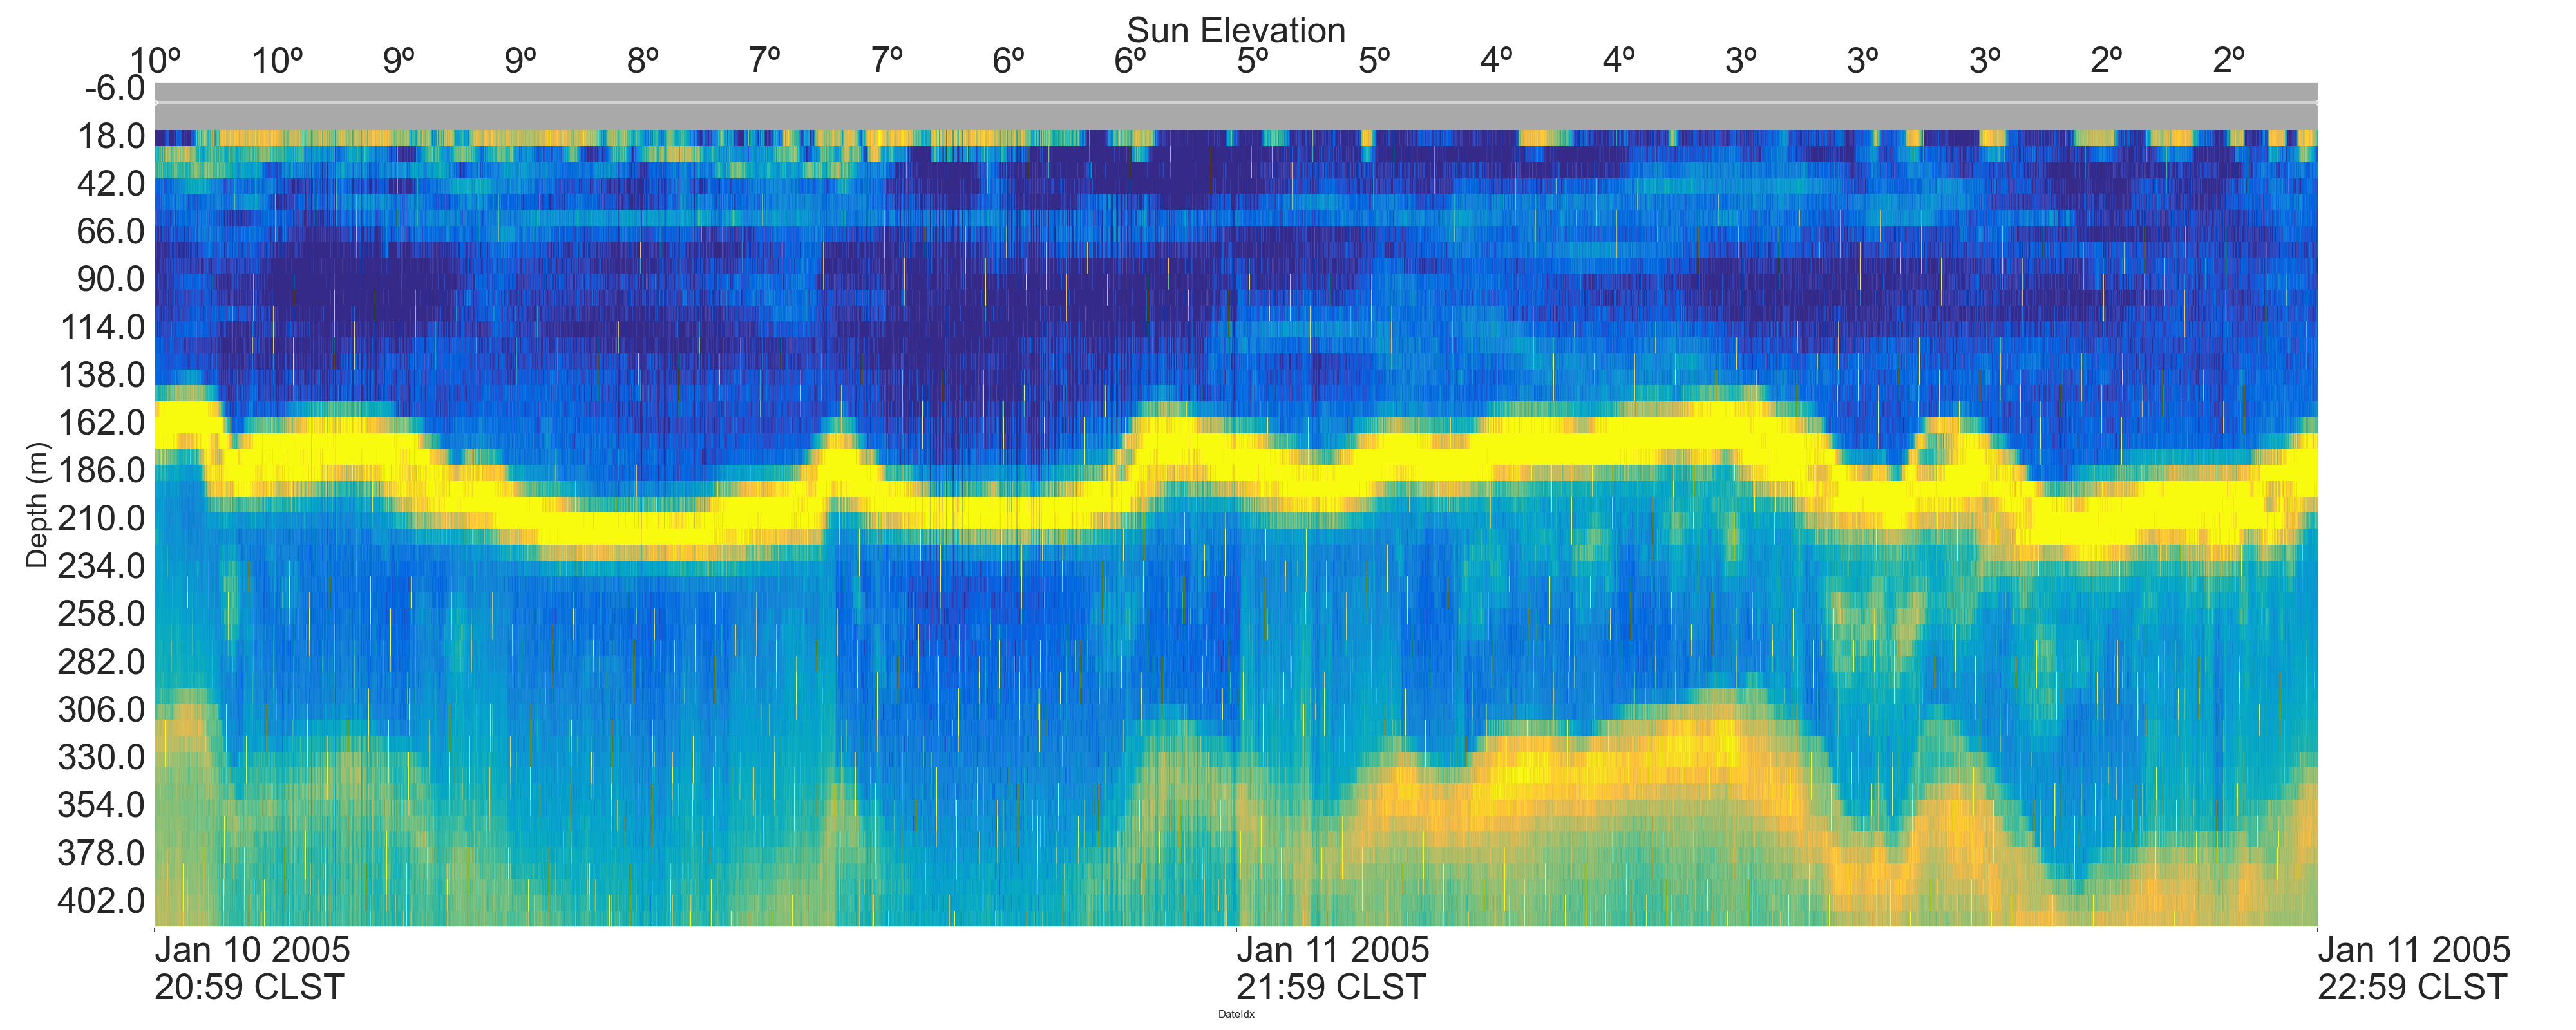 Sun Elevation
10º 10º 9º 9º 8º 7º 7º 6º 6º 5º 5º 4º 4º 3º 3º 3º 2º 2º
-6.0
18.0
42.0
66.0
90.0
114.0
138.0
162.0
186.0
210.0
234.0
258.0
282.0
306.0
330.0
354.0
378.0
402.0
Depth (m)
Jan 10 2005
20:59 CLST
Jan 11 2005
21:59 CLST
Jan 11 2005
22:59 CLST
DateIdx